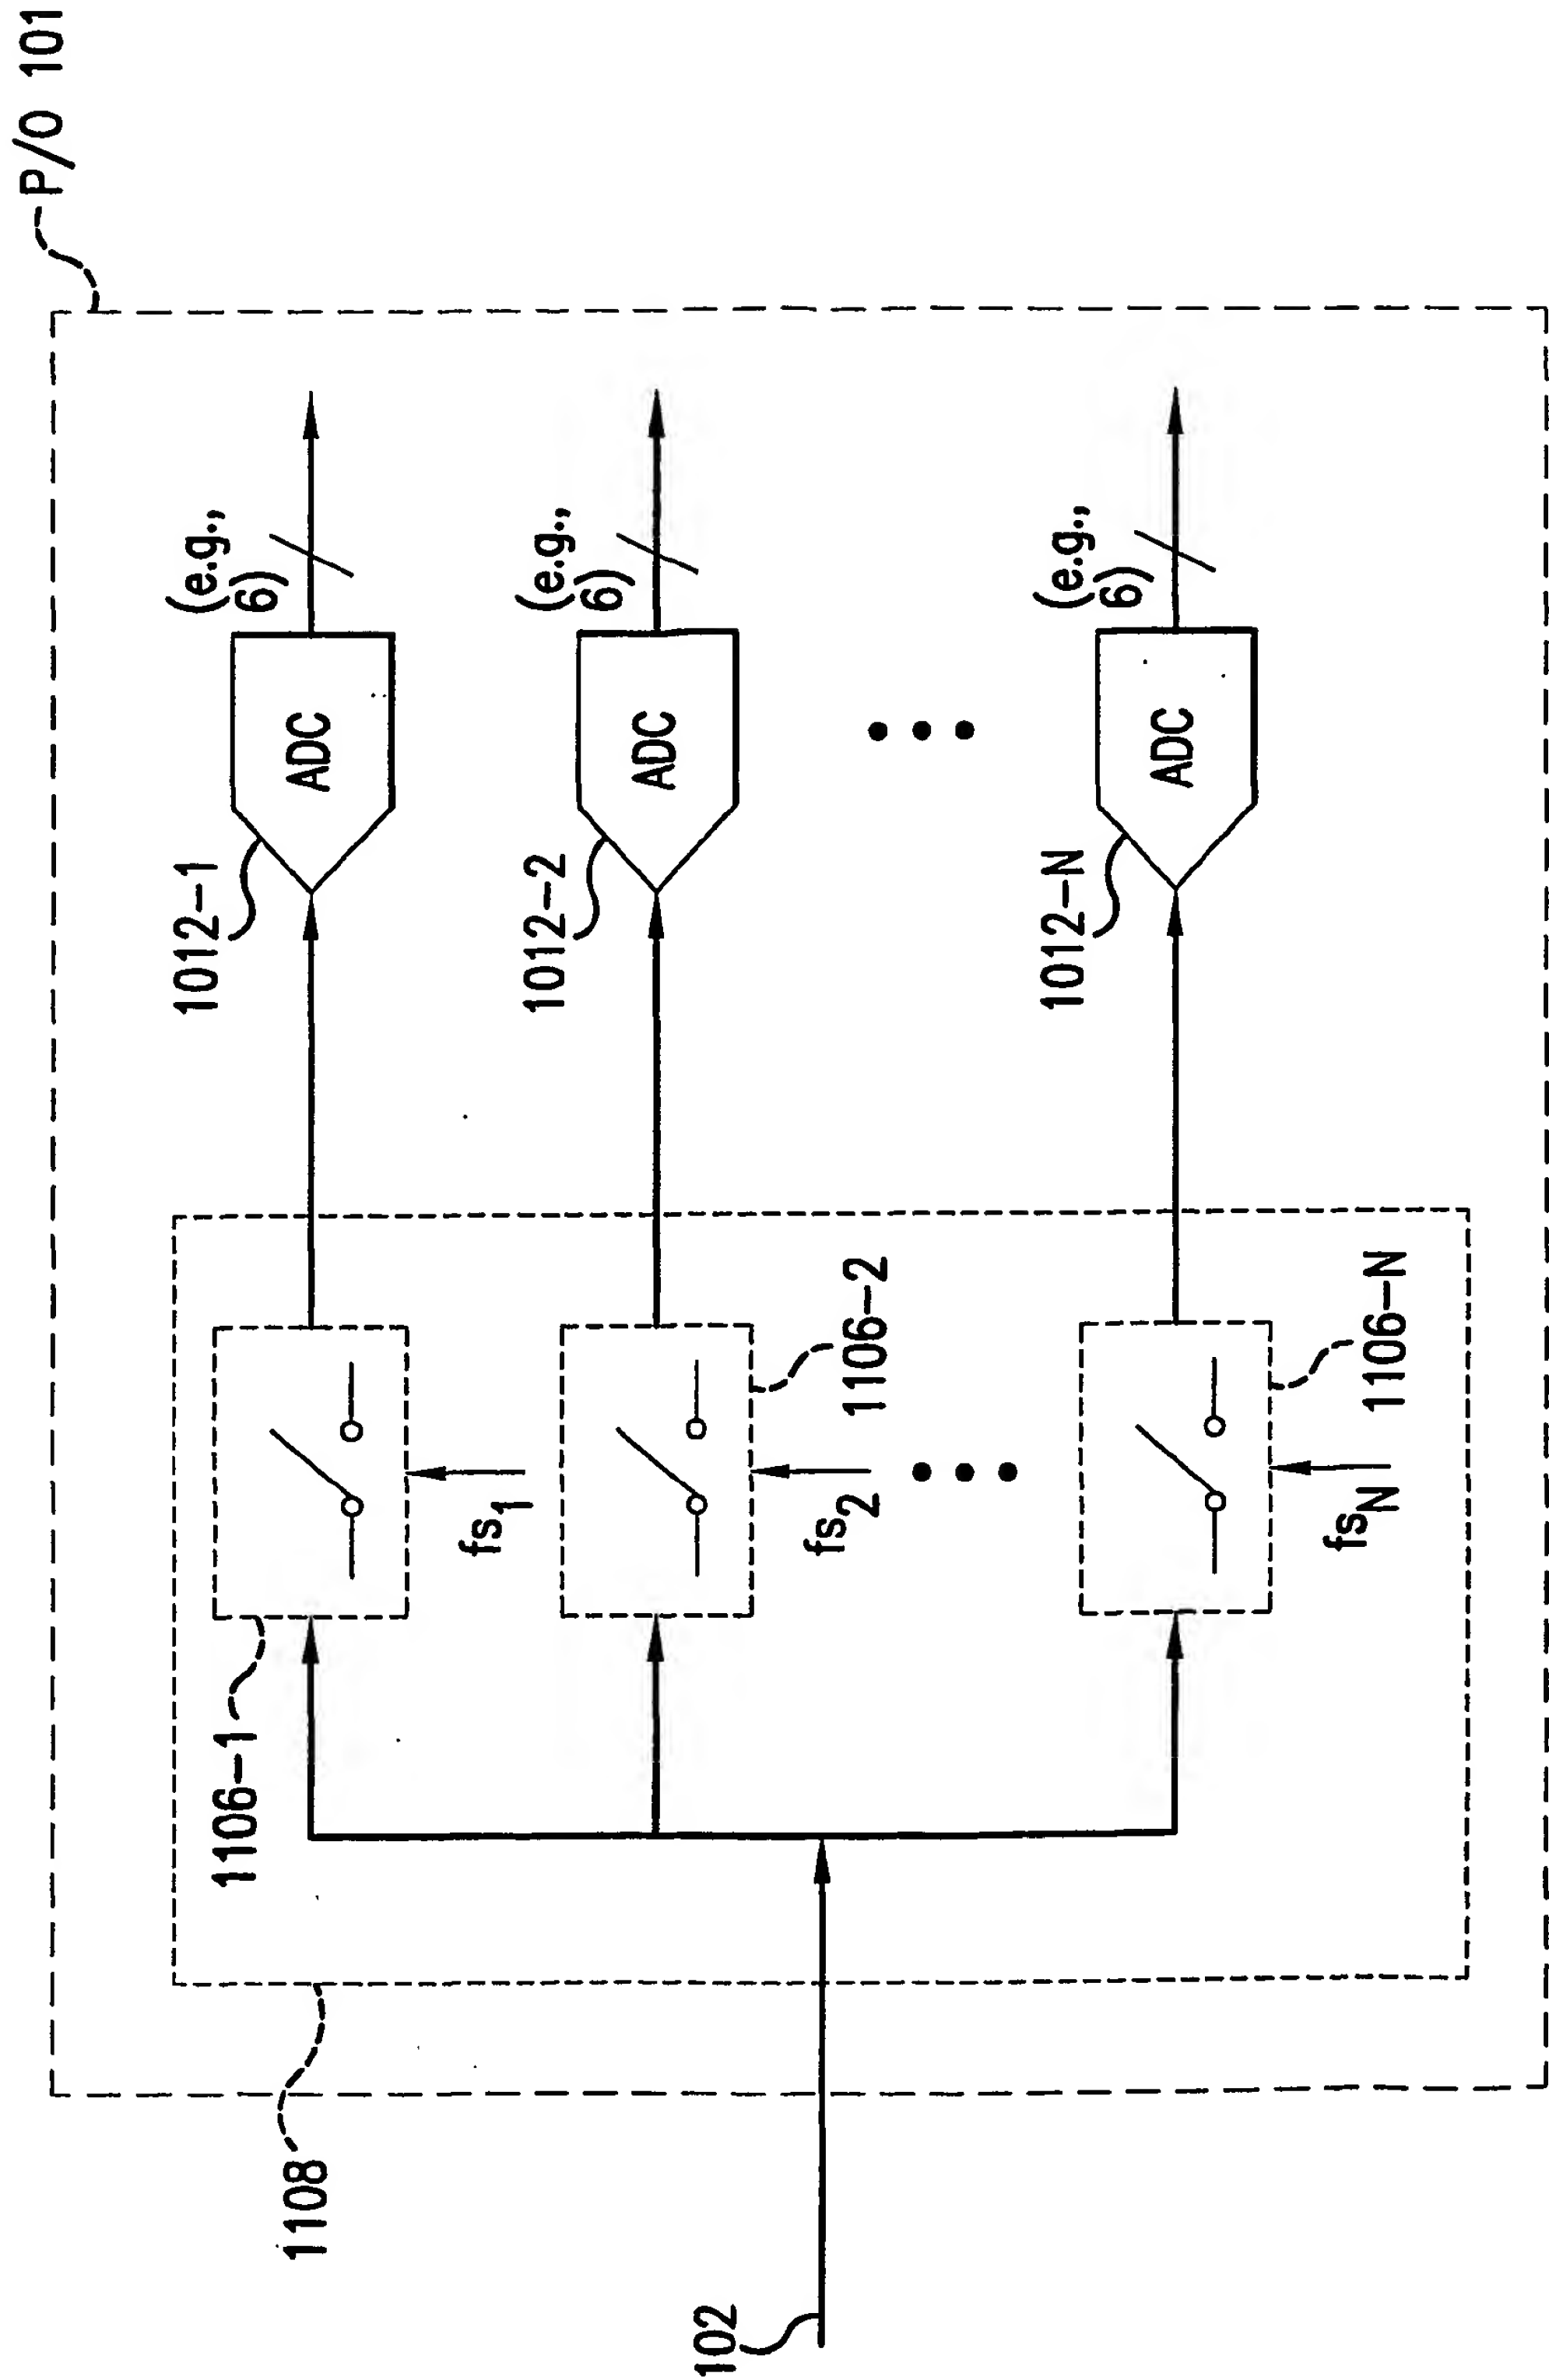 P/O 101
(e.g.,
6)
ADC
1012-1
(e.g.,
6)
ADC
1012-2
(e.g.,
6)
ADC
1012-N
1106-1
fs1
1106-2
fs2
1106-N
fsN
1108
102